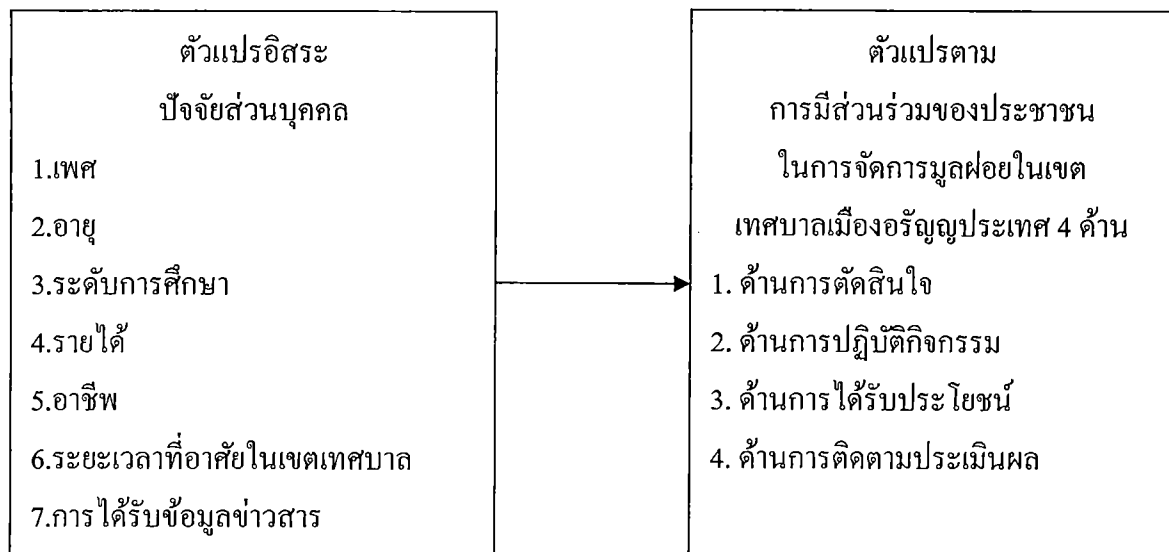 ตัวแปรอิสระ
ปัจจัยส่วนบุคคล
1.เพศ
2.อายุ
3.ระดับการศึกษา
4.รายได้
5.อาชีพ
6.ระยะเวลาที่อาศัยในเขตเทศบาล
7.การได้รับข้อมูลข่าวสาร
ตัวแปรตาม
การมีส่วนร่วมของประชาชน
ในการจัดการมูลฝอยในเขต
เทศบาลเมืองอรัญญประเทศ 4 ด้าน
1. ด้านการตัดสินใจ
2. ด้านการปฏิบัติกิจกรรม
3. ด้านการได้รับประโยชน์
4. ด้านการติดตามประเมินผล